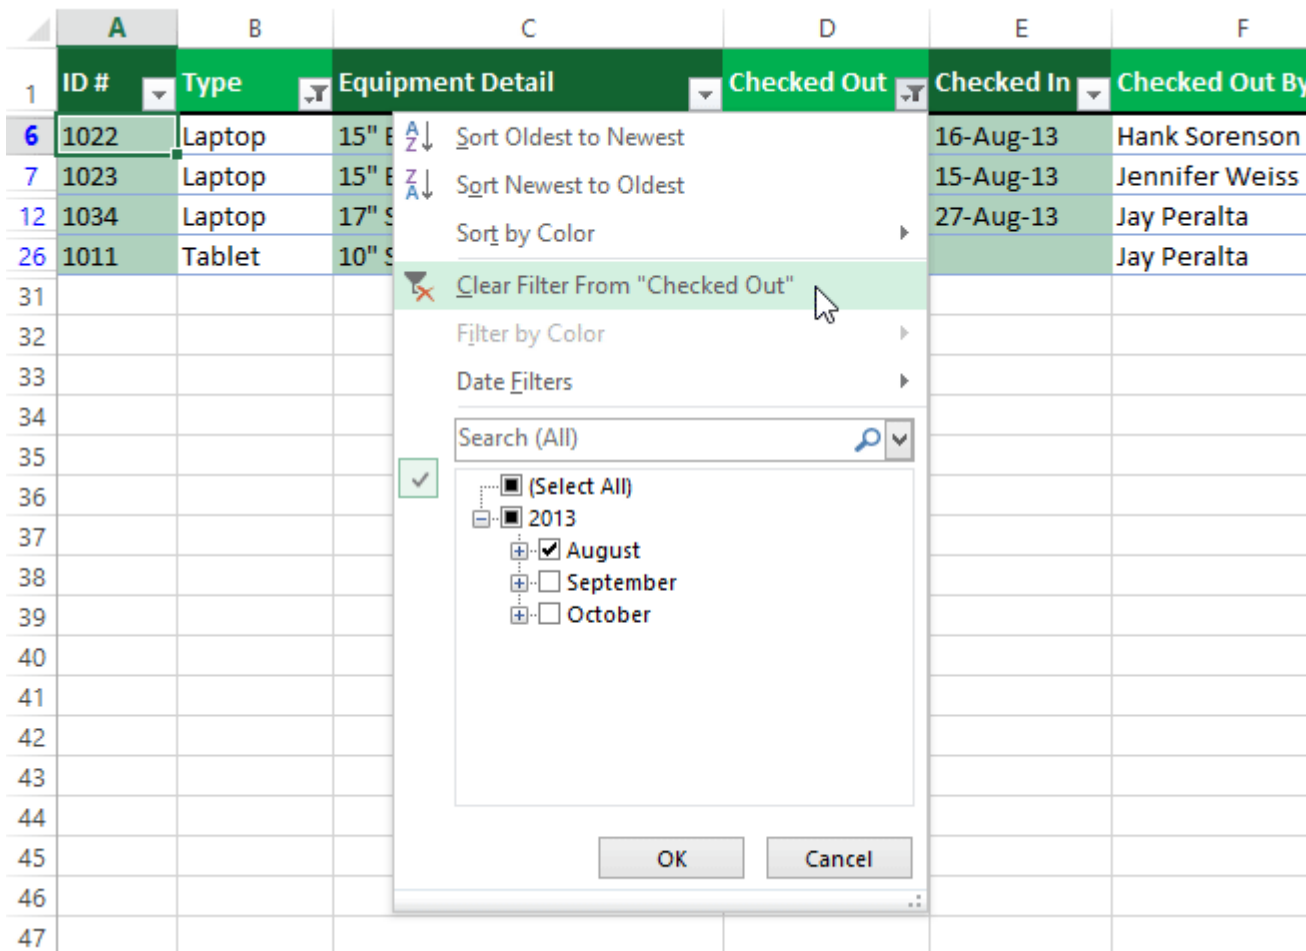 A B C D E F
1 ID # Type Equipment Detail Checked Out Checked In Checked Out By
6 1022 Laptop 15" 16-Aug-13 Hank Sorenson
7 1023 Laptop 15" 15-Aug-13 Jennifer Weiss
12 1034 Laptop 17" 27-Aug-13 Jay Peralta
26 1011 Tablet 10" Jay Peralta
31
32
33
34
35
36
37
38
39
40
41
42
43
44
45
46
47
A Z Sort Oldest to Newest
Z A Sort Newest to Oldest
Sort by Color
Clear Filter From "Checked Out"
Filter by Color
Date Filters
Search (All)
(Select All)
2013
August
September
October
OK Cancel